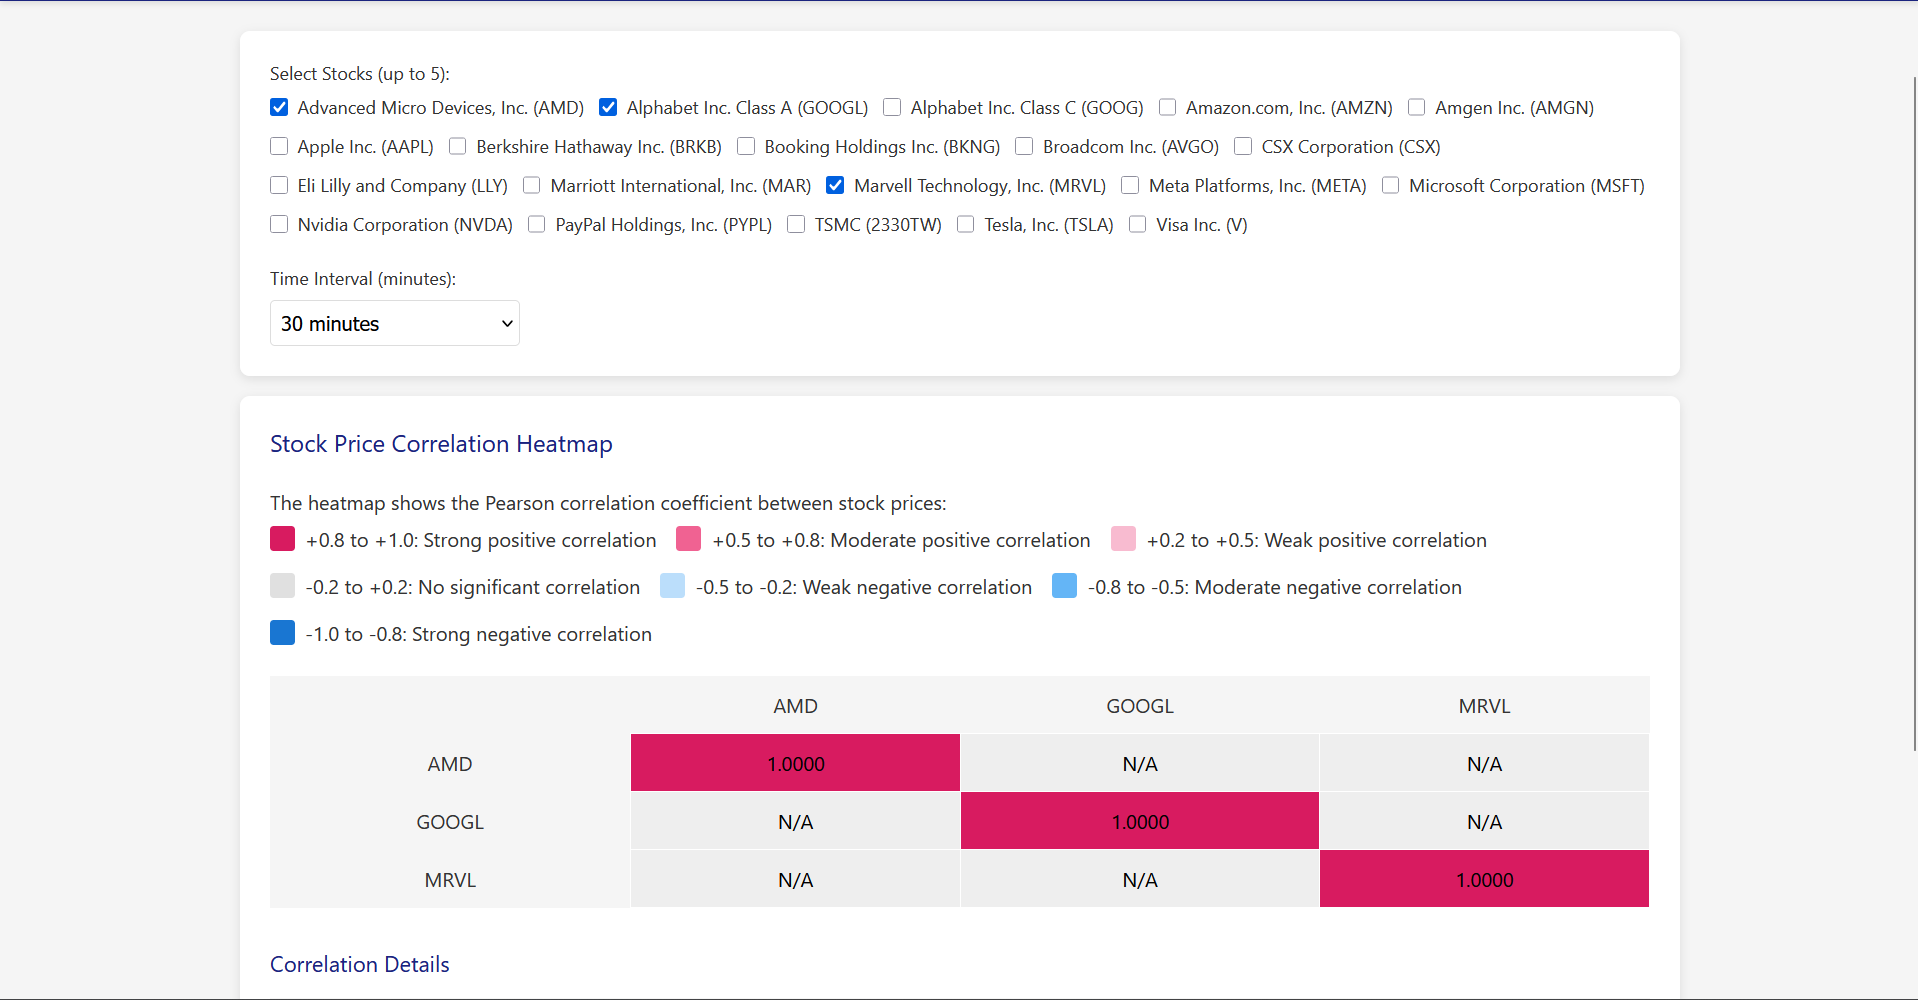 Select Stocks (up to 5):
Advanced Micro Devices, Inc. (AMD) Alphabet Inc. Class A (GOOGL) Alphabet Inc. Class C (GOOG) Amazon.com, Inc. (AMZN) Amgen Inc. (AMGN)
Apple Inc. (AAPL) Berkshire Hathaway Inc. (BRKB) Booking Holdings Inc. (BKNG) Broadcom Inc. (AVGO) CSX Corporation (CSX)
Eli Lilly and Company (LLY) Marriott International, Inc. (MAR) Marvell Technology, Inc. (MRVL) Meta Platforms, Inc. (META) Microsoft Corporation (MSFT)
Nvidia Corporation (NVDA) PayPal Holdings, Inc. (PYPL) TSMC (2330TW) Tesla, Inc. (TSLA) Visa Inc. (V)
Time Interval (minutes):
30 minutes
Stock Price Correlation Heatmap
The heatmap shows the Pearson correlation coefficient between stock prices:
+0.8 to +1.0: Strong positive correlation +0.5 to +0.8: Moderate positive correlation +0.2 to +0.5: Weak positive correlation
-0.2 to +0.2: No significant correlation -0.5 to -0.2: Weak negative correlation -0.8 to -0.5: Moderate negative correlation
-1.0 to -0.8: Strong negative correlation
AMD GOOGL MRVL
AMD 1.0000 N/A N/A
GOOGL N/A 1.0000 N/A
MRVL N/A N/A 1.0000
Correlation Details